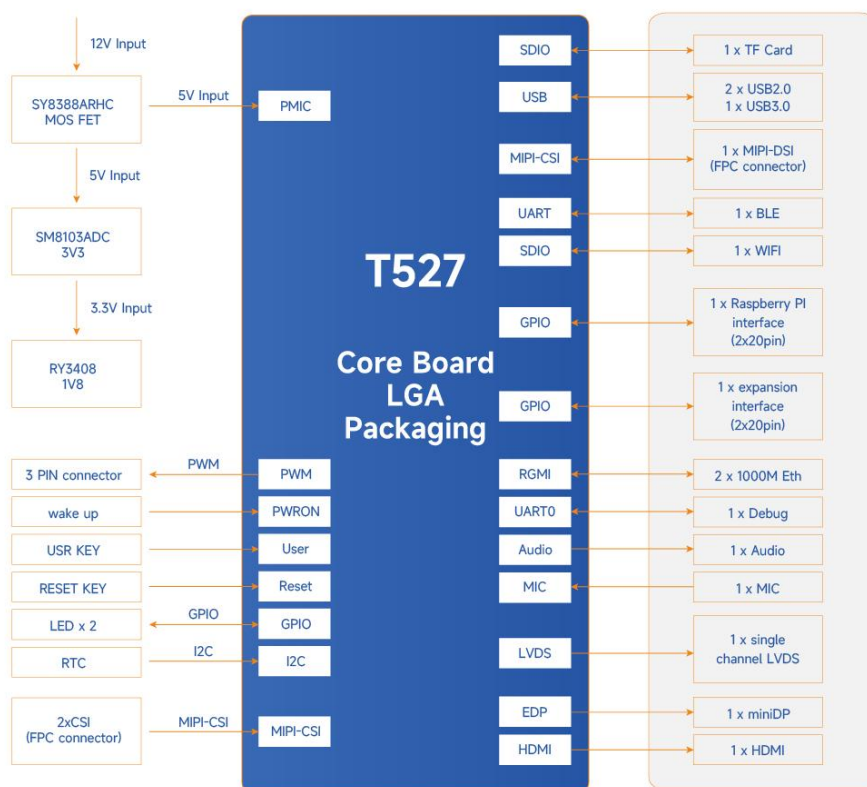 12V Input
SY8388ARHC
MOS FET
5V Input
PMIC
5V Input
SM8103ADC
3V3
3.3V Input
RY3408
1V8
3 PIN connector
PWM
PWM
wake up
PWRON
USR KEY
User
RESET KEY
Reset
LED x 2
GPIO
GPIO
RTC
I2C
I2C
2xCSI
(FPC connector)
MIPI-CSI
MIPI-CSI
T527
Core Board
LGA
Packaging
SDIO
1 x TF Card
USB
2 x USB2.0
1 x USB3.0
MIPI-CSI
1 x MIPI-DSI
(FPC connector)
UART
1 x BLE
SDIO
1 x WIFI
GPIO
1 x Raspberry PI
interface
(2x20pin)
GPIO
1 x expansion
interface
(2x20pin)
RGMI
2 x 1000M Eth
UART0
1 x Debug
Audio
1 x Audio
MIC
1 x MIC
LVDS
1 x single
channel LVDS
EDP
1 x miniDP
HDMI
1 x HDMI